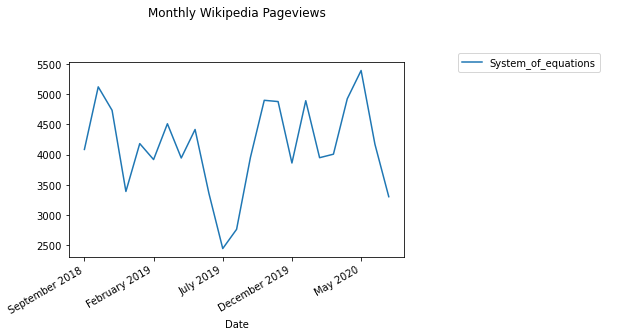 Monthly Wikipedia Pageviews
System_of_equations
5500
5000
4500
4000
3500
3000
2500
September 2018
February 2019
July 2019
December 2019
May 2020
Date